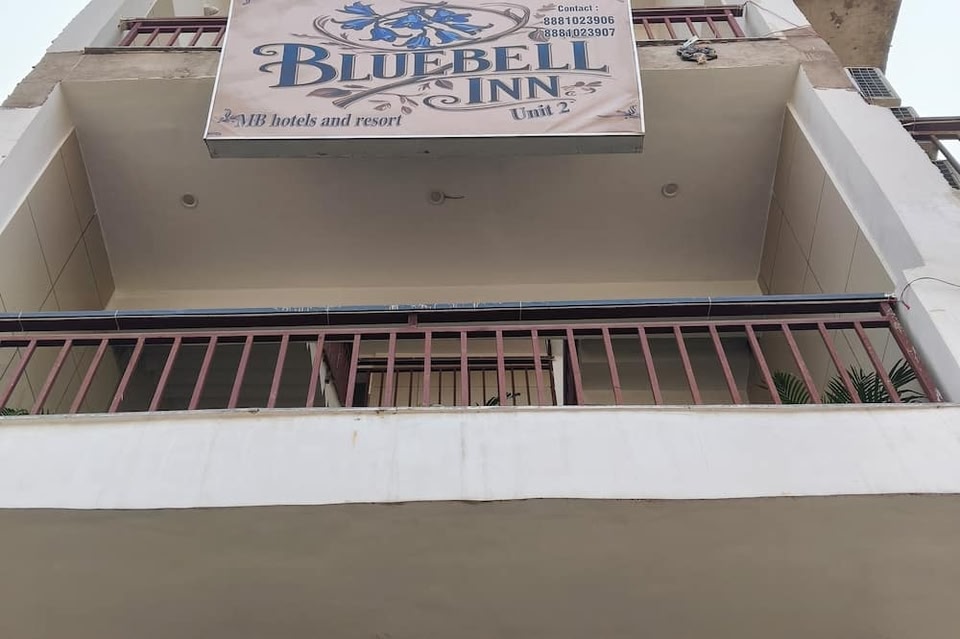 Contact :
8881023906
8881023907
BLUEBELL
INN
Unit 2
MB hotels and resort